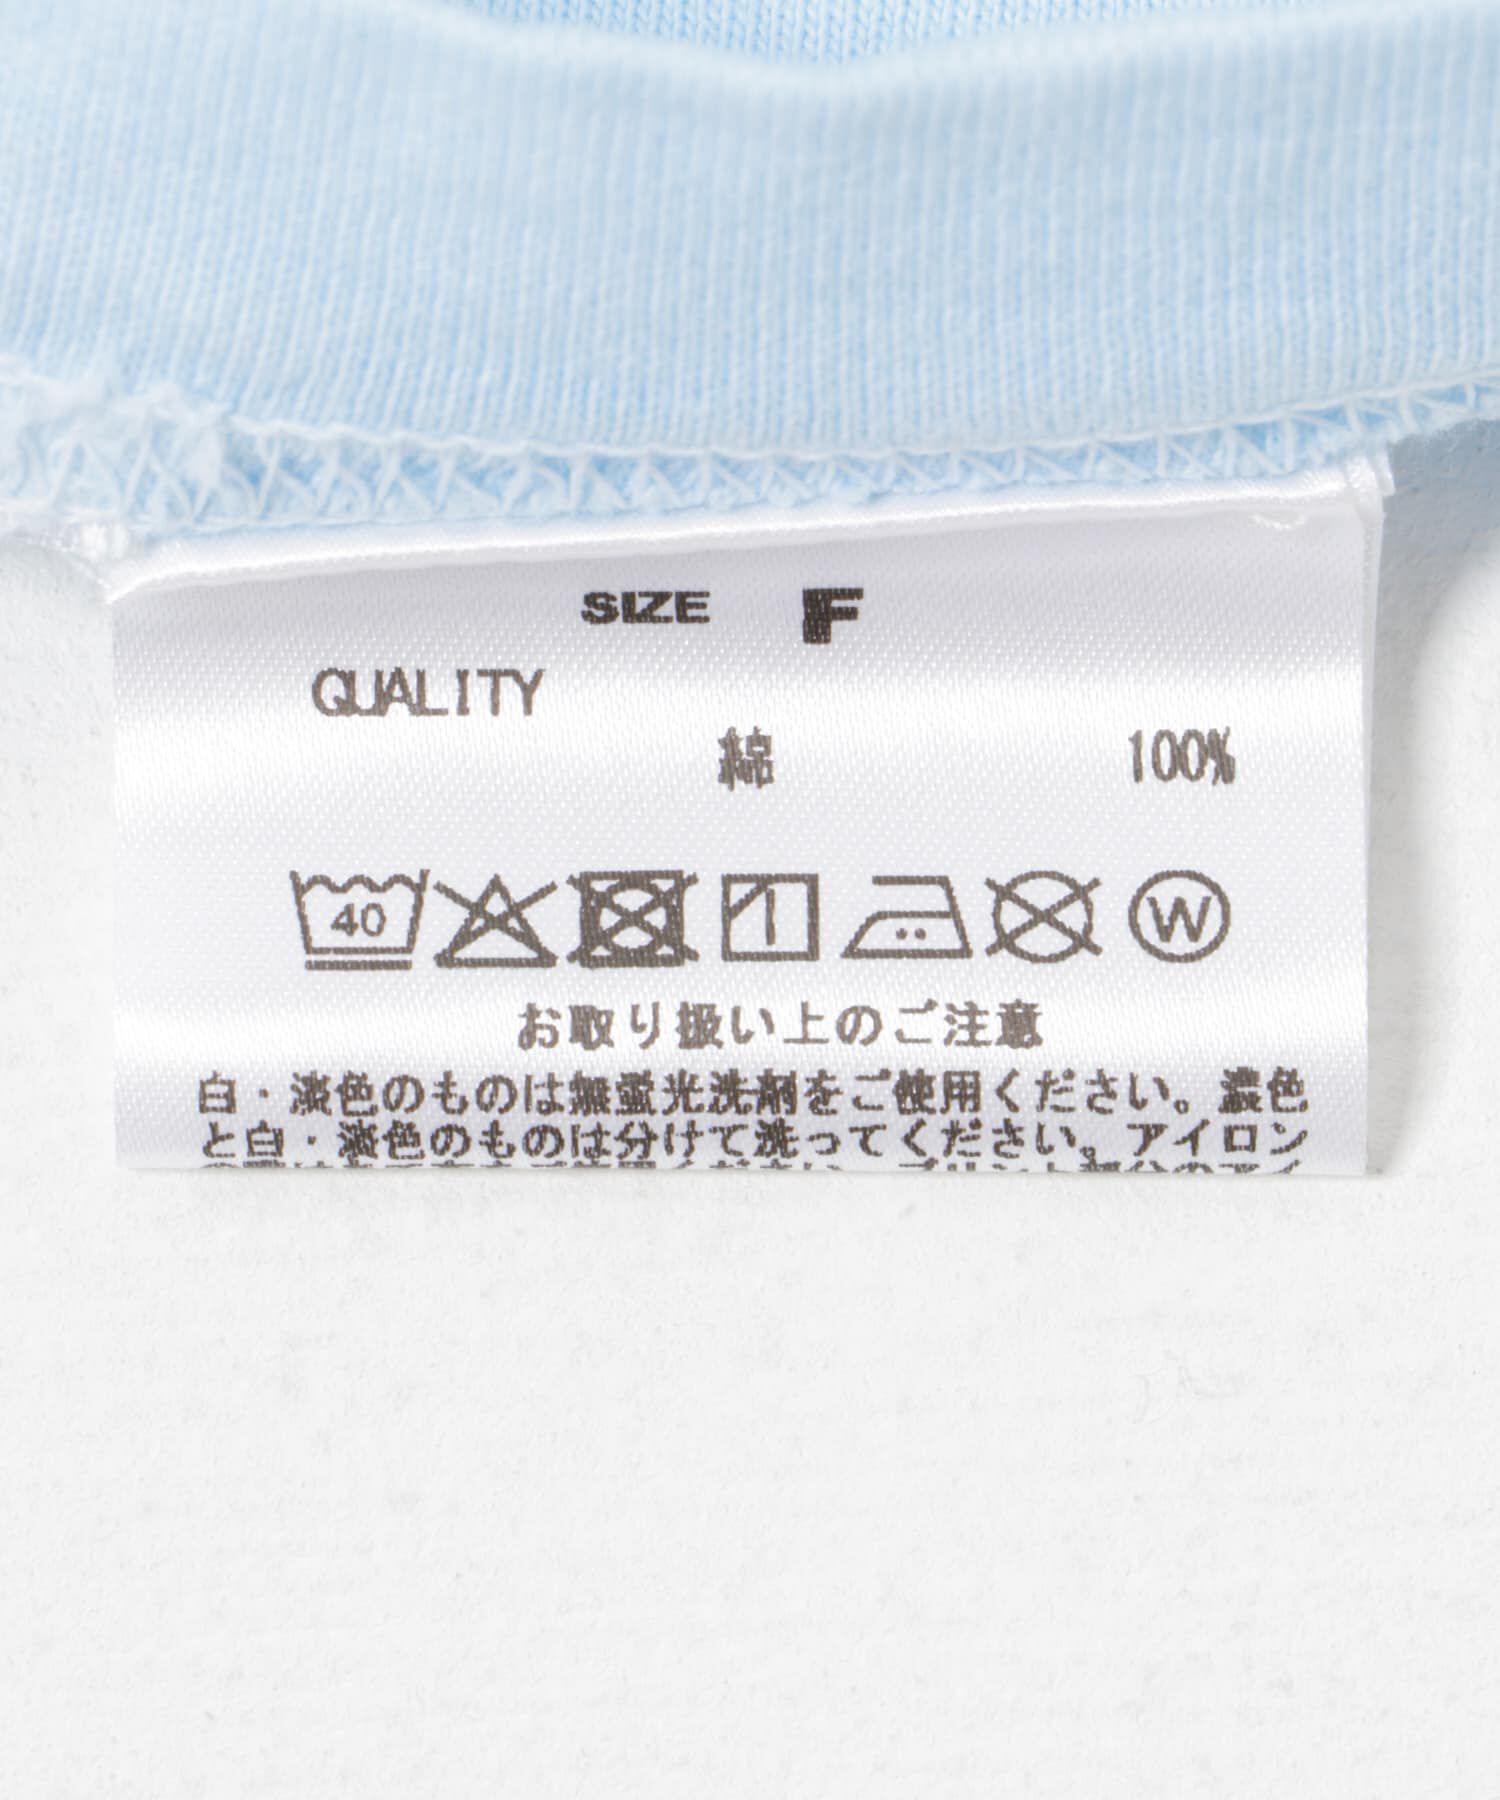 SIZE F
QUALITY
綿 100%
40 W
お取り扱い上のご注意
白・淡色のものは無蛍光洗剤をご使用ください。濃色
と白・淡色のものは分けて洗ってください。アイロン